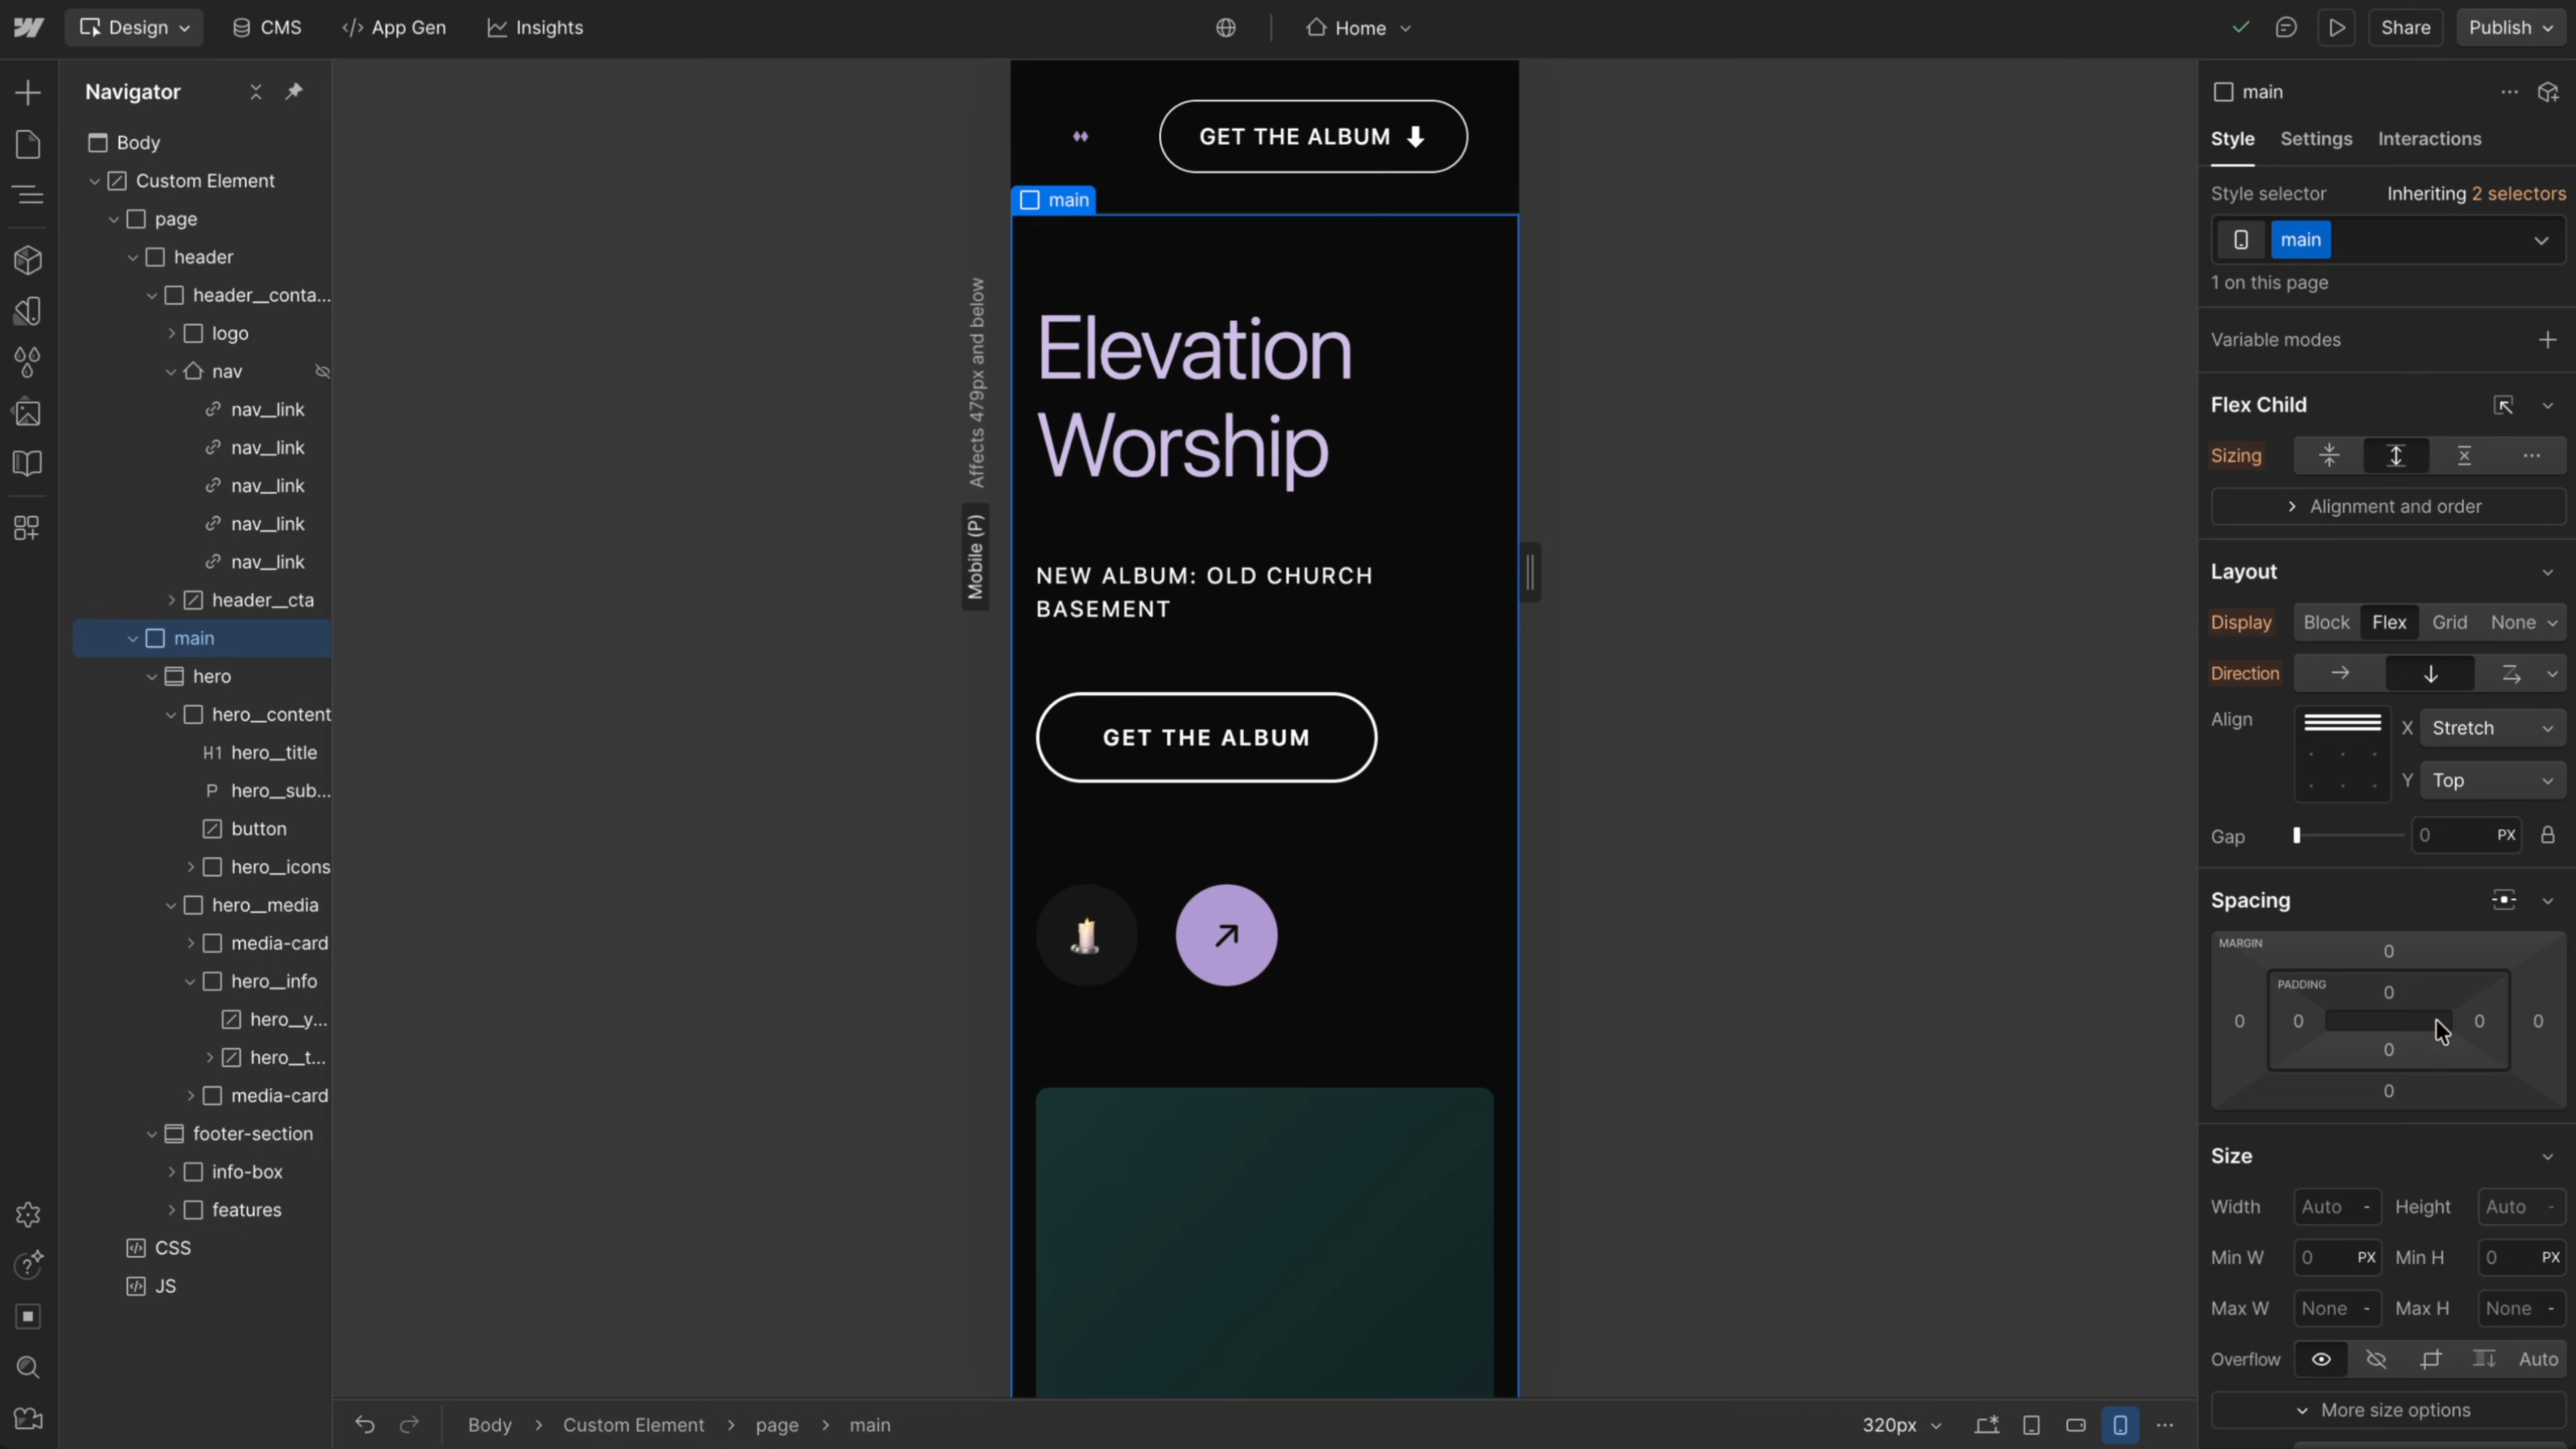 Design
CMS
App Gen
Insights
Home
Share
Publish
Navigator
Body
Custom Element
page
header
header__conta...
logo
nav
nav__link
nav__link
nav__link
nav__link
nav__link
header__cta
main
hero
hero__content
H1 hero__title
P hero__sub...
button
hero__icons
hero__media
media-card
hero__info
hero__y...
hero__t...
media-card
footer-section
info-box
features
CSS
JS
Affects 479px and below
Mobile (P)
GET THE ALBUM
main
Elevation
Worship
NEW ALBUM: OLD CHURCH
BASEMENT
GET THE ALBUM
Body > Custom Element > page > main
320px
main
Style Settings Interactions
Style selector Inheriting 2 selectors
main
1 on this page
Variable modes
Flex Child
Sizing
Alignment and order
Layout
Display Block Flex Grid None
Direction
Align X Stretch
Y Top
Gap 0 PX
Spacing
MARGIN 0
PADDING 0
0 0 0 0
0
0
Size
Width Auto - Height Auto -
Min W 0 PX Min H 0 PX
Max W None - Max H None -
Overflow Auto
More size options